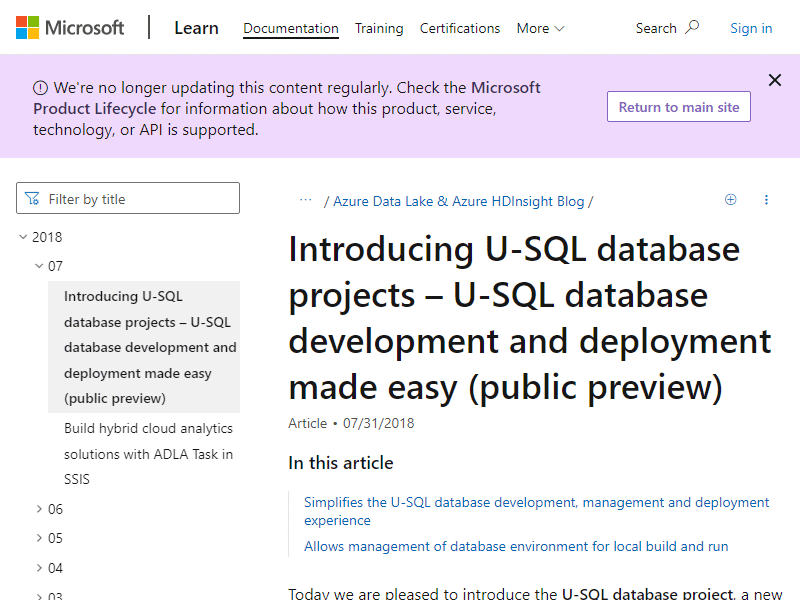 Microsoft
Learn
Documentation
Training
Certifications
More
Search
Sign in
We're no longer updating this content regularly. Check the Microsoft
Product Lifecycle for information about how this product, service,
technology, or API is supported.
Return to main site
Filter by title
2018
07
Introducing U-SQL
database projects – U-SQL
database development and
deployment made easy
(public preview)
Build hybrid cloud analytics
solutions with ADLA Task in
SSIS
06
05
04
03
... / Azure Data Lake & Azure HDInsight Blog /
Introducing U-SQL database
projects – U-SQL database
development and deployment
made easy (public preview)
Article • 07/31/2018
In this article
Simplifies the U-SQL database development, management and deployment
experience
Allows management of database environment for local build and run
Today we are pleased to introduce the U-SQL database project, a new